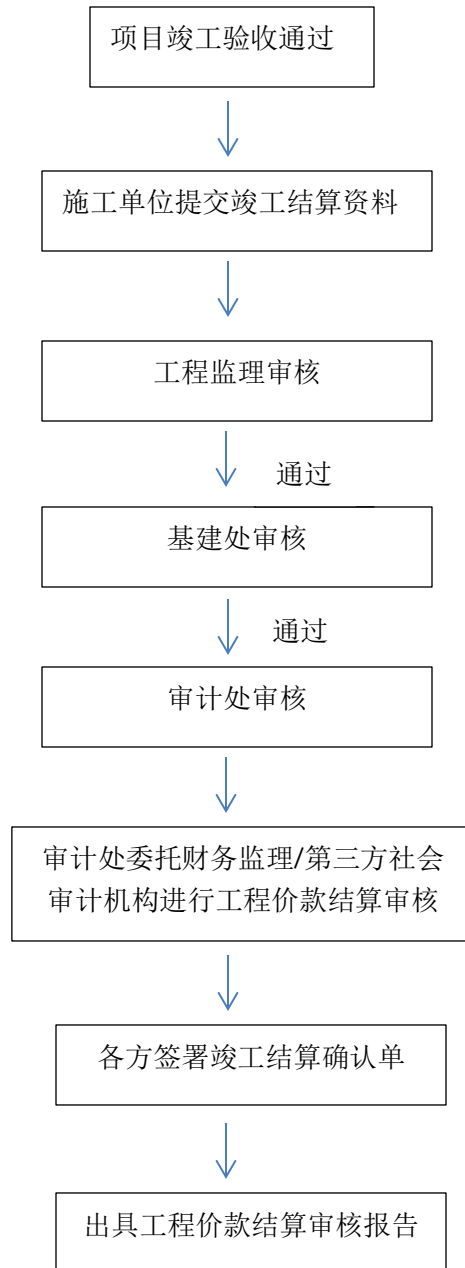 项目竣工验收通过
施工单位提交竣工结算资料
工程监理审核
通过
基建处审核
通过
审计处审核
审计处委托财务监理/第三方社会
审计机构进行工程价款结算审核
各方签署竣工结算确认单
出具工程价款结算审核报告